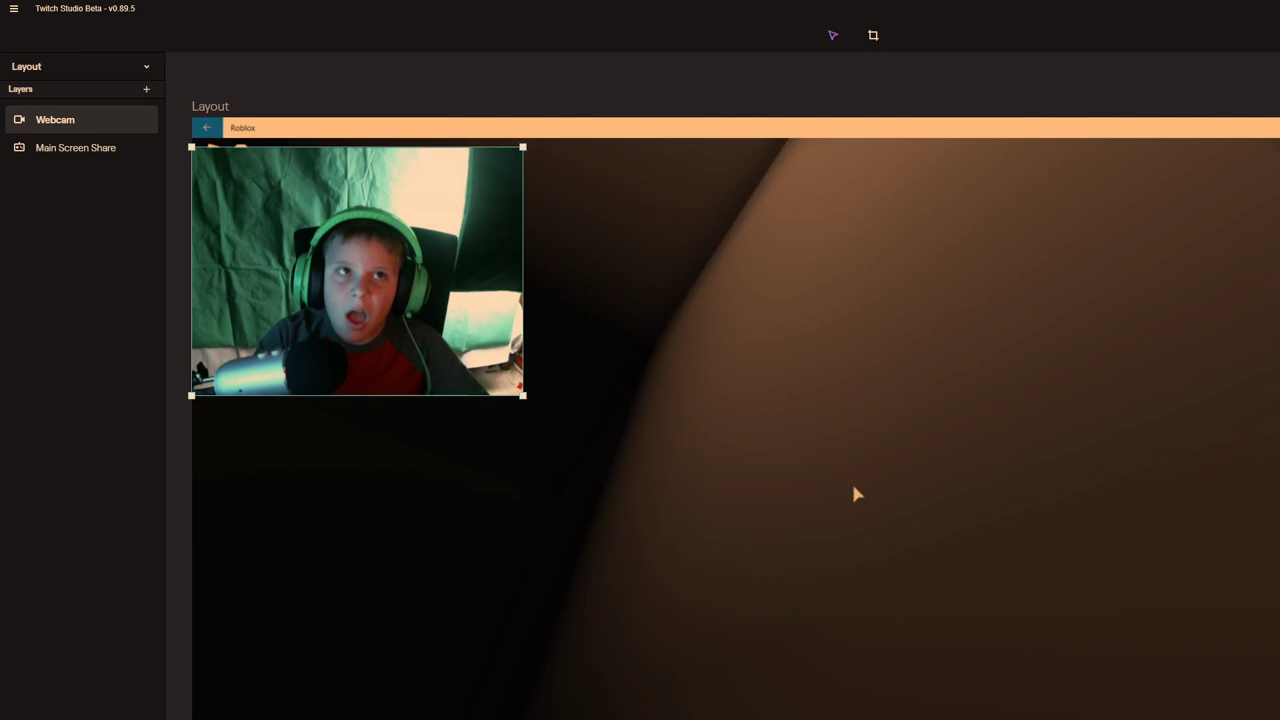 Twitch Studio Beta - v0.89.5
Layout
Layers
Webcam
Main Screen Share
Layout
Roblox